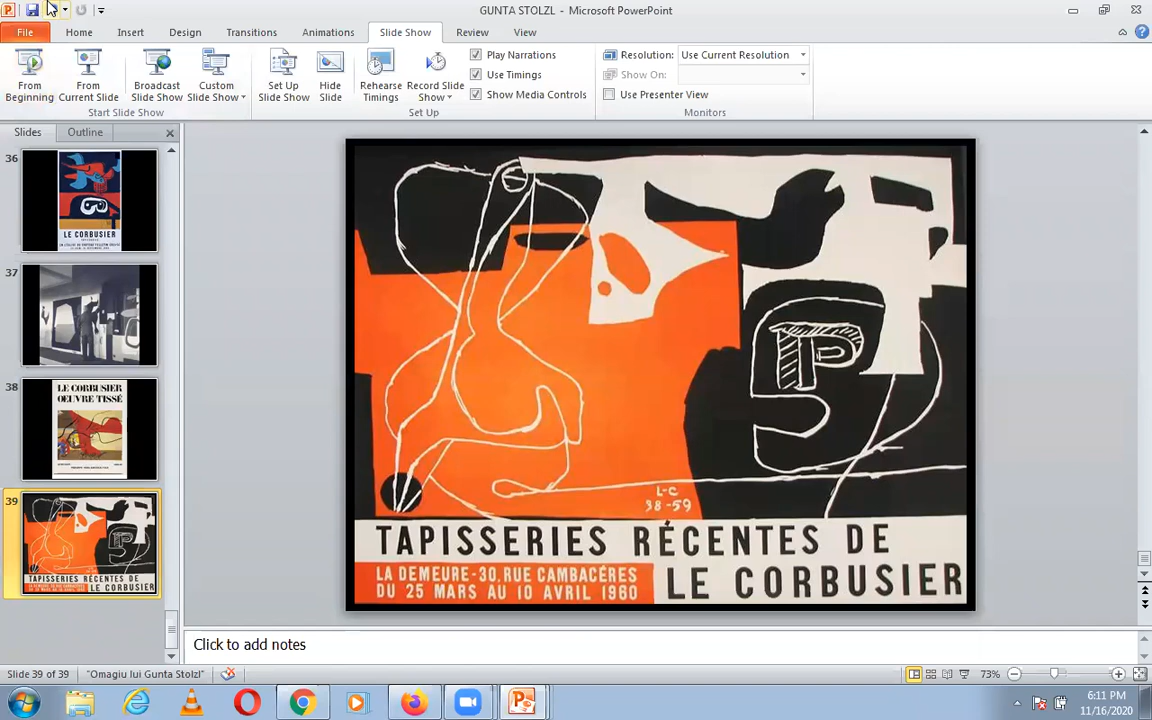 GUNTA STOLZL - Microsoft PowerPoint
File Home Insert Design Transitions Animations Slide Show Review View
From Beginning
From Current Slide
Broadcast Slide Show
Custom Slide Show
Start Slide Show
Set Up Slide Show
Hide Slide
Rehearse Timings
Record Slide Show
Play Narrations
Use Timings
Show Media Controls
Set Up
Resolution: Use Current Resolution
Show On:
Use Presenter View
Monitors
Slides Outline
36
LE CORBUSIER
37
38
LE CORBUSIER
OEUVRE TISSÉ
39
TAPISSERIES RÉCENTES DE
LE CORBUSIER
L-C
38-59
TAPISSERIES RÉCENTES DE
LA DEMEURE-30, RUE CAMBACÉRES
DU 25 MARS AU 10 AVRIL 1960
LE CORBUSIER
Click to add notes
Slide 39 of 39
"Omagiu lui Gunta Stolzl"
73%
6:11 PM
11/16/2020